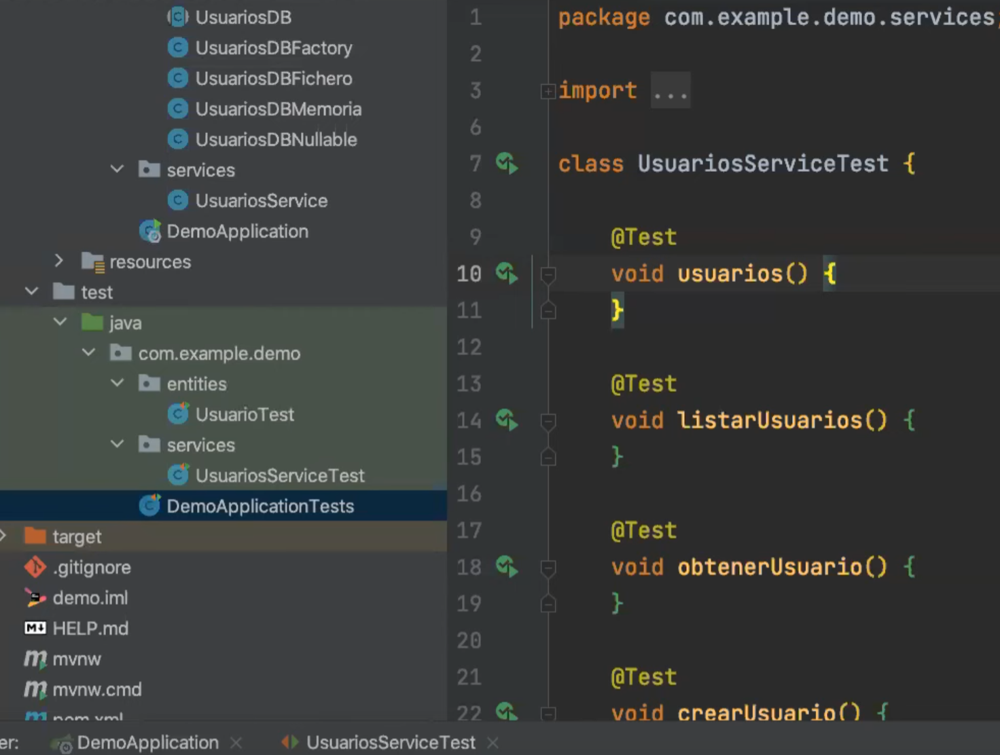 UsuariosDB
UsuariosDBFactory
UsuariosDBFichero
UsuariosDBMemoria
UsuariosDBNullable
services
UsuariosService
DemoApplication
resources
test
java
com.example.demo
entities
UsuarioTest
services
UsuariosServiceTest
DemoApplicationTests
target
.gitignore
demo.iml
HELP.md
mvnw
mvnw.cmd
pom.xml
1 package com.example.demo.services;
2
3 import ...
6
7 class UsuariosServiceTest {
8
9 @Test
10 void usuarios() {
11 }
12
13 @Test
14 void listarUsuarios() {
15 }
16
17 @Test
18 void obtenerUsuario() {
19 }
20
21 @Test
22 void crearUsuario() {
er: DemoApplication × UsuariosServiceTest ×